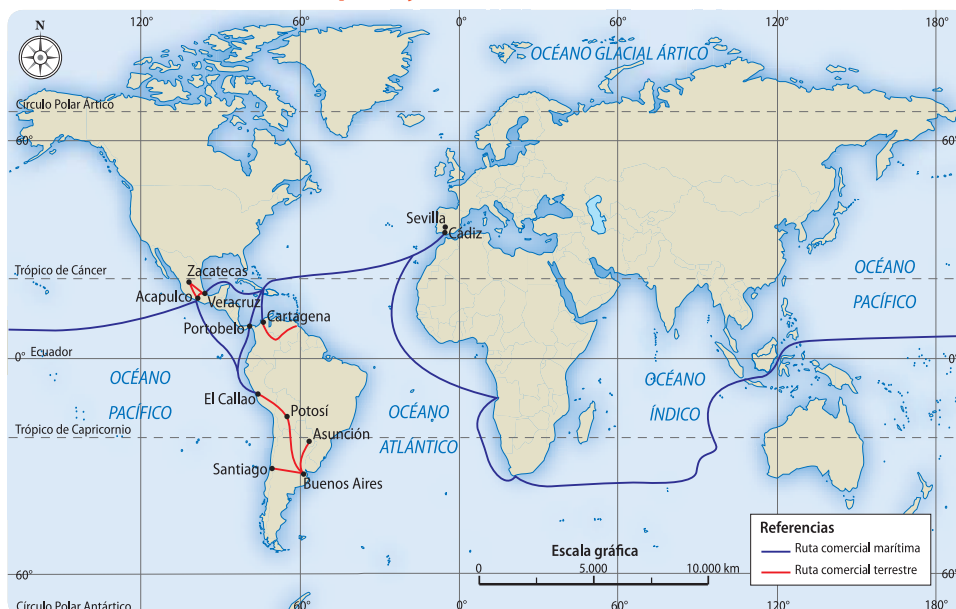 120°
60°
0°
60°
120°
180°
N
OCÉANO GLACIAL ÁRTICO
Círculo Polar Ártico
60°
60°
Sevilla
Cádiz
Trópico de Cáncer
Zacatecas
OCÉANO
PACÍFICO
Acapulco
Veracruz
Cartagena
Portobelo
0°
Ecuador
0°
OCÉANO
PACÍFICO
El Callao
OCÉANO
ATLÁNTICO
OCÉANO
ÍNDICO
Potosí
Trópico de Capricornio
Asunción
Santiago
Buenos Aires
Referencias
Ruta comercial marítima
Ruta comercial terrestre
Escala gráfica
0
5.000
10.000 km
60°
60°
Círculo Polar Antártico
120°
60°
0°
60°
120°
180°